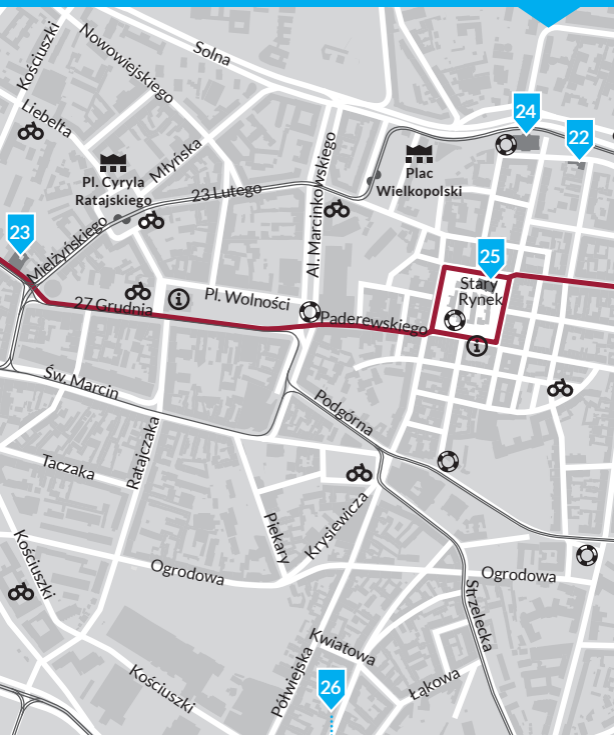 Kościuszki
Nowowiejskiego
Solna
Liebelta
24
22
Młyńska
Pl. Cyryla
Ratajskiego
Plac
Wielkopolski
23 Lutego
Al. Marcinkowskiego
23
Mielżyńskiego
25
Stary
Rynek
27 Grudnia
Pl. Wolności
Paderewskiego
Św. Marcin
Podgórna
Ratajczaka
Taczaka
Piekary
Krysiewicza
Kościuszki
Ogrodowa
Ogrodowa
Strzelecka
Kwiatowa
Półwiejska
Łąkowa
Kościuszki
26